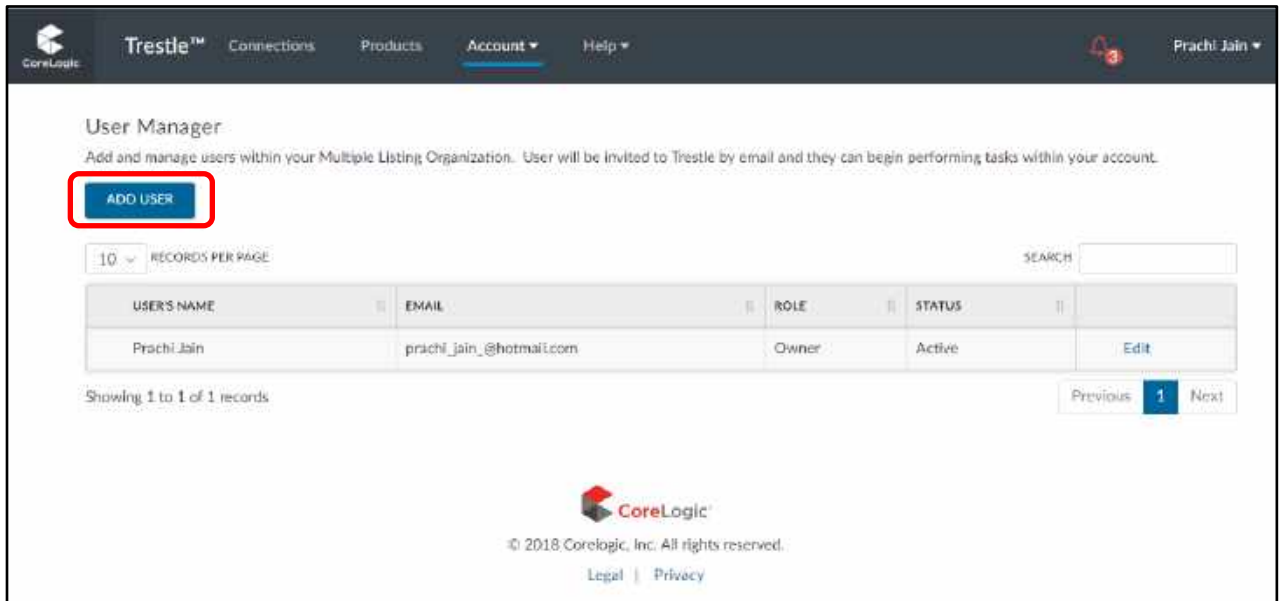 CoreLogic
Trestle™ Connections Products Account Help 3 Prachi Jain
User Manager
Add and manage users within your Multiple Listing Organization. User will be invited to Trestle by email and they can begin performing tasks within your account.
ADD USER
10 RECORDS PER PAGE SEARCH
USER'S NAME EMAIL ROLE STATUS
Prachi Jain prachi_jain_@hotmail.com Owner Active Edit
Showing 1 to 1 of 1 records Previous 1 Next
CoreLogic
© 2018 Corelogic, Inc. All rights reserved.
Legal | Privacy